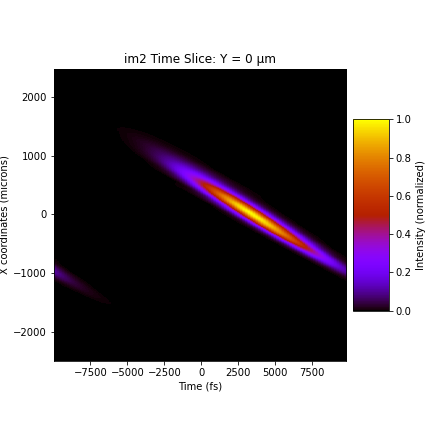 im2 Time Slice: Y = 0 μm
2000
1000
0
−1000
−2000
X coordinates (microns)
−7500 −5000 −2500 0 2500 5000 7500
Time (fs)
1.0
0.8
0.6
0.4
0.2
0.0
Intensity (normalized)